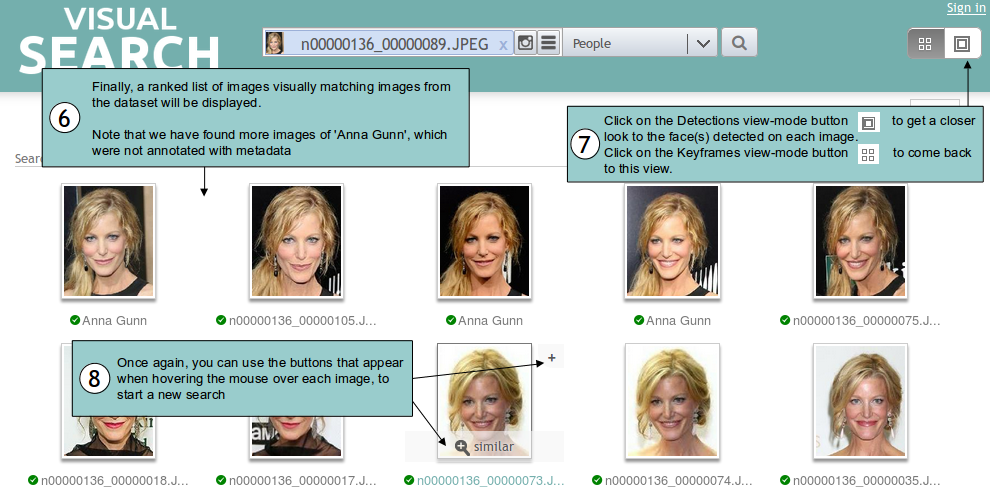 Sign in
VISUAL
SEARCH
n00000136_00000089.JPEG x
People
6
Finally, a ranked list of images visually matching images from
the dataset will be displayed.
Note that we have found more images of 'Anna Gunn', which
were not annotated with metadata
7
Click on the Detections view-mode button to get a closer
look to the face(s) detected on each image.
Click on the Keyframes view-mode button to come back
to this view.
Sear
Anna Gunn
n00000136_00000105.J...
Anna Gunn
Anna Gunn
n00000136_00000075.J...
8
Once again, you can use the buttons that appear
when hovering the mouse over each image, to
start a new search
+
similar
n00000136_00000018.J...
n00000136_00000017.J...
n00000136_00000073.J...
n00000136_00000074.J...
n00000136_00000035.J...